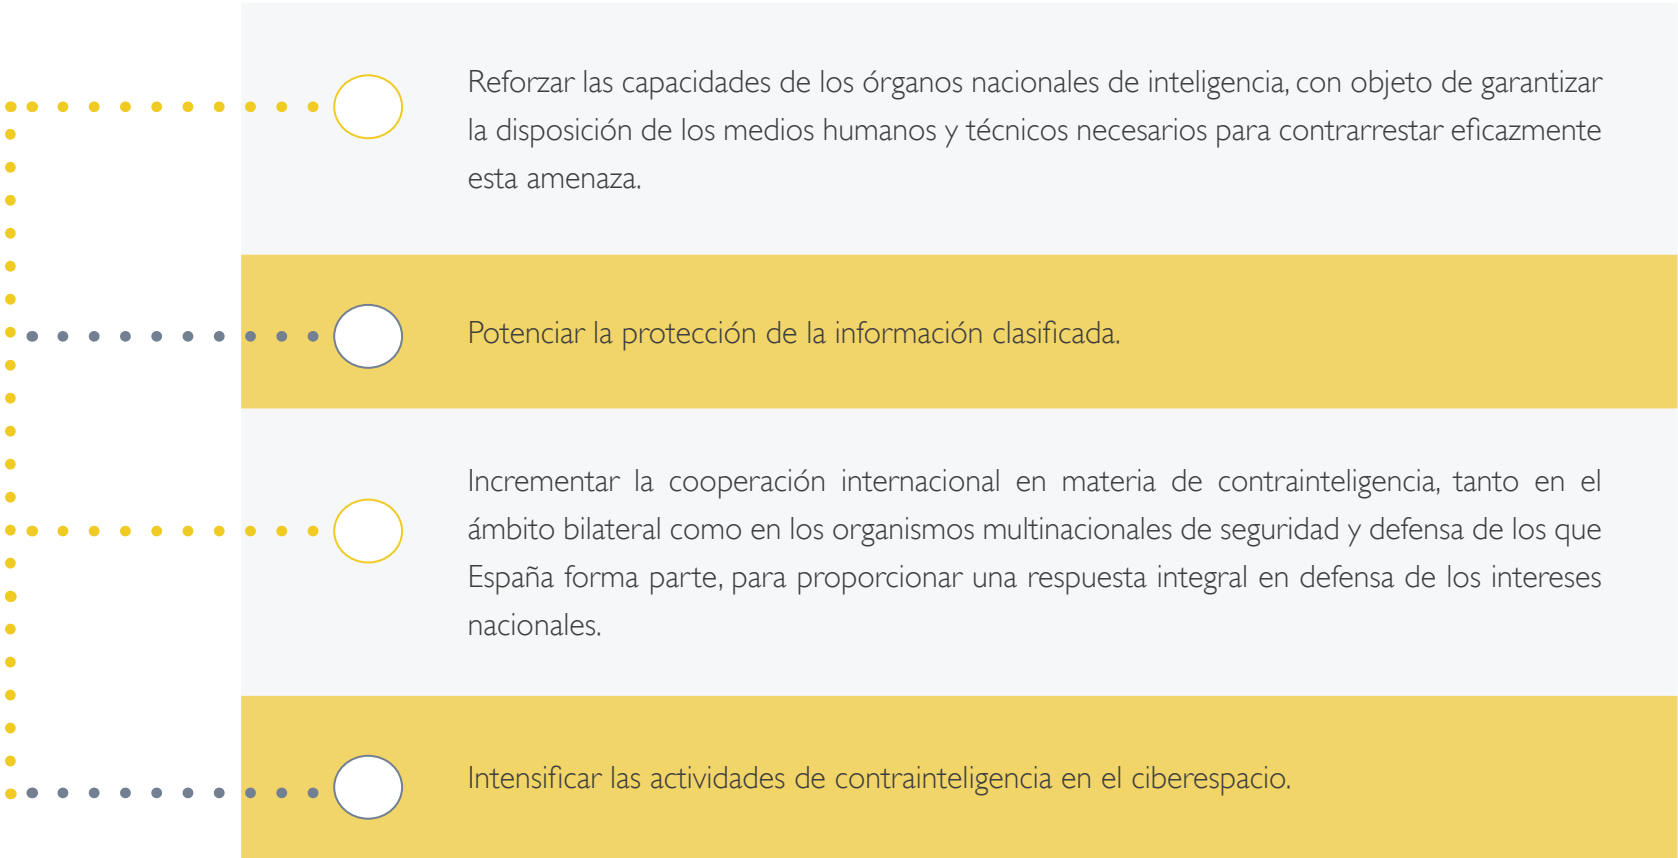 Reforzar las capacidades de los órganos nacionales de inteligencia, con objeto de garantizar
la disposición de los medios humanos y técnicos necesarios para contrarrestar eficazmente
esta amenaza.
Potenciar la protección de la información clasificada.
Incrementar la cooperación internacional en materia de contrainteligencia, tanto en el
ámbito bilateral como en los organismos multinacionales de seguridad y defensa de los que
España forma parte, para proporcionar una respuesta integral en defensa de los intereses
nacionales.
Intensificar las actividades de contrainteligencia en el ciberespacio.